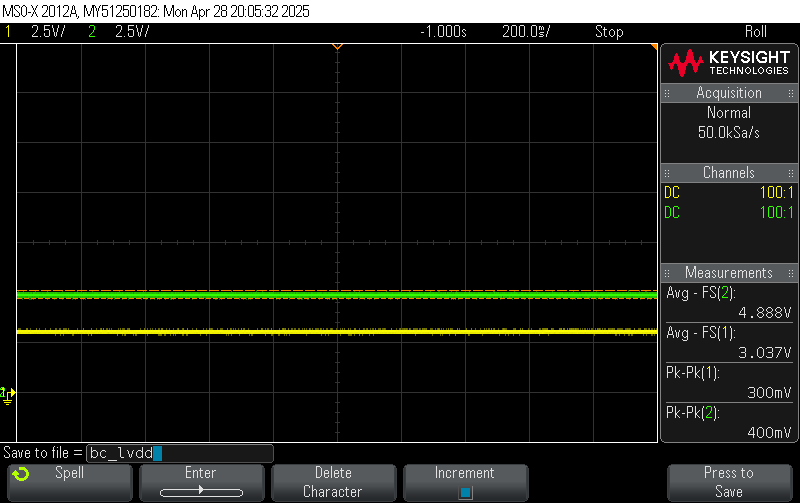 MSO-X 2012A, MY51250182: Mon Apr 28 20:05:32 2025
1 2.5V/ 2 2.5V/ -1.000s 200.0ms/ Stop Roll
KEYSIGHT
TECHNOLOGIES
Acquisition
Normal
50.0kSa/s
Channels
DC 100:1
DC 100:1
Measurements
Avg - FS(2):
4.888V
Avg - FS(1):
3.037V
Pk-Pk(1):
300mV
Pk-Pk(2):
400mV
Save to file = bc_lvdd
Spell
Enter
Delete
Character
Increment
Press to
Save